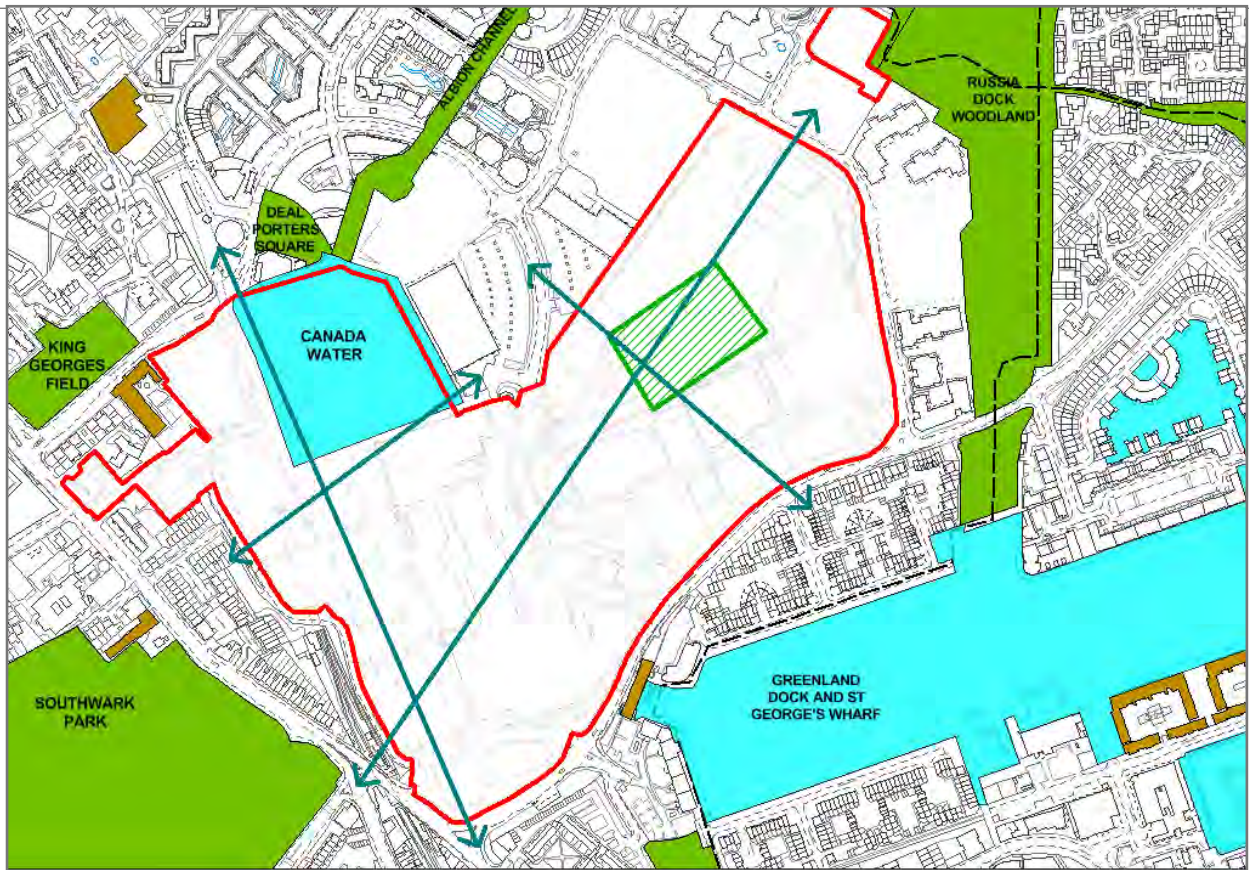 ALBION CHANNEL
RUSSIA
DOCK
WOODLAND
DEAL
PORTERS
SQUARE
CANADA
WATER
KING
GEORGES
FIELD
SOUTHWARK
PARK
GREENLAND
DOCK AND ST
GEORGE'S WHARF